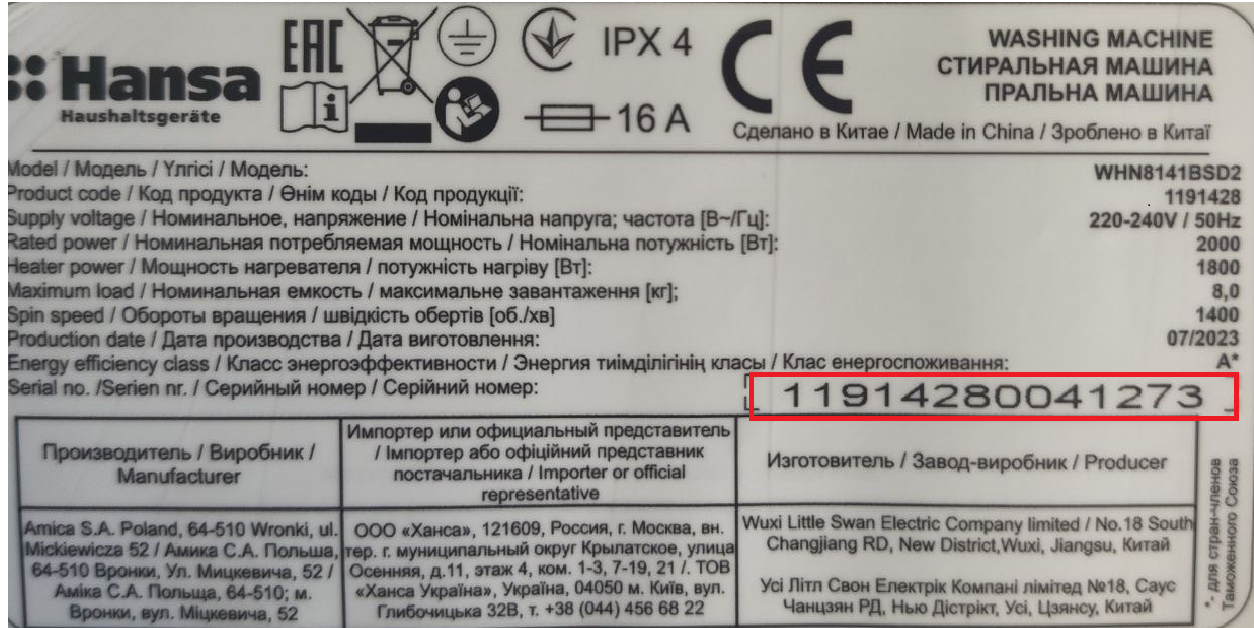 Hansa
Haushaltsgeräte
EAC
IPX 4
16 A
CE
WASHING MACHINE
СТИРАЛЬНАЯ МАШИНА
ПРАЛЬНА МАШИНА
Сделано в Китае / Made in China / Зроблено в Китаї
Model / Модель / Үлгісі / Модель: WHN8141BSD2
Product code / Код продукта / Өнім коды / Код продукції: 1191428
Supply voltage / Номинальное, напряжение / Номінальна напруга; частота [В~/Гц]: 220-240V / 50Hz
Rated power / Номинальная потребляемая мощность / Номінальна потужність [Вт]: 2000
Heater power / Мощность нагревателя / потужність нагріву [Вт]: 1800
Maximum load / Номинальная емкость / максимальне завантаження [кг]; 8,0
Spin speed / Обороты вращения / швідкість обертів [об./хв] 1400
Production date / Дата производства / Дата виготовлення: 07/2023
Energy efficiency class / Класс энергоэффективности / Энергия тиімділігінің класы / Клас енергоспоживання: A*
Serial no. /Serien nr. / Серийный номер / Серійний номер: 11914280041273
Производитель / Виробник /
Manufacturer
Импортер или официальный представитель
/ Імпортер або офіційний представник
постачальника / Importer or official
representative
Изготовитель / Завод-виробник / Producer
Amica S.A. Poland, 64-510 Wronki, ul.
Mickiewicza 52 / Амика С.А. Польша,
64-510 Вронки, Ул. Мицкевича, 52 /
Аміка С.А. Польща, 64-510; м.
Вронки, вул. Міцкевича, 52
ООО «Ханса», 121609, Россия, г. Москва, вн.
тер. г. муниципальный округ Крылатское, улица
Осенняя, д.11, этаж 4, ком. 1-3, 7-19, 21 /. ТОВ
«Ханса Україна», Україна, 04050 м. Київ, вул.
Глибочицька 32В, т. +38 (044) 456 68 22
Wuxi Little Swan Electric Company limited / No.18 South
Changjiang RD, New District,Wuxi, Jiangsu, Китай
Усі Літл Свон Електрік Компані лімітед №18, Саус
Чанцзян РД, Нью Дістрікт, Усі, Цзянсу, Китай
*- для стран-членов
Таможенного Союза